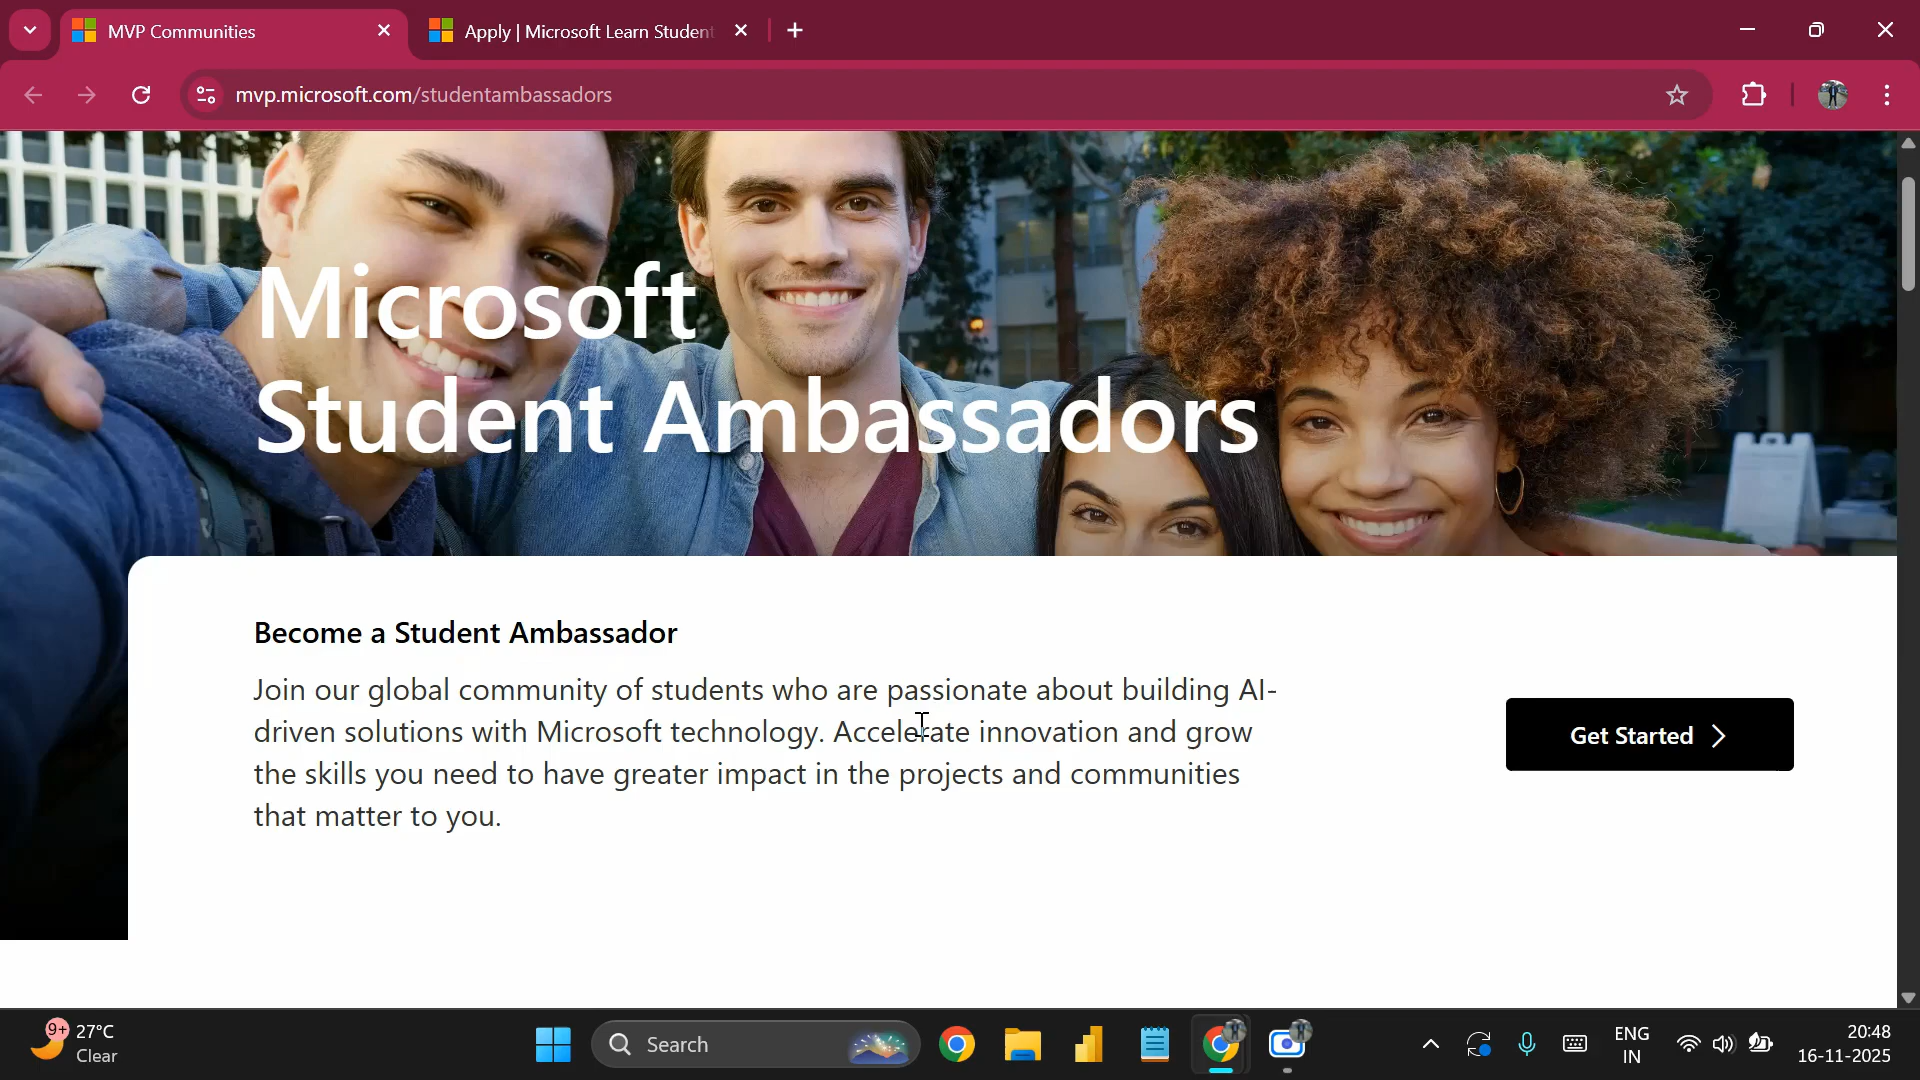 MVP Communities
Apply | Microsoft Learn Student
mvp.microsoft.com/studentambassadors
Microsoft
Student Ambassadors
Become a Student Ambassador
Join our global community of students who are passionate about building AI-
driven solutions with Microsoft technology. Accelerate innovation and grow
the skills you need to have greater impact in the projects and communities
that matter to you.
Get Started
9+
27°C
Clear
Search
ENG
IN
20:48
16-11-2025